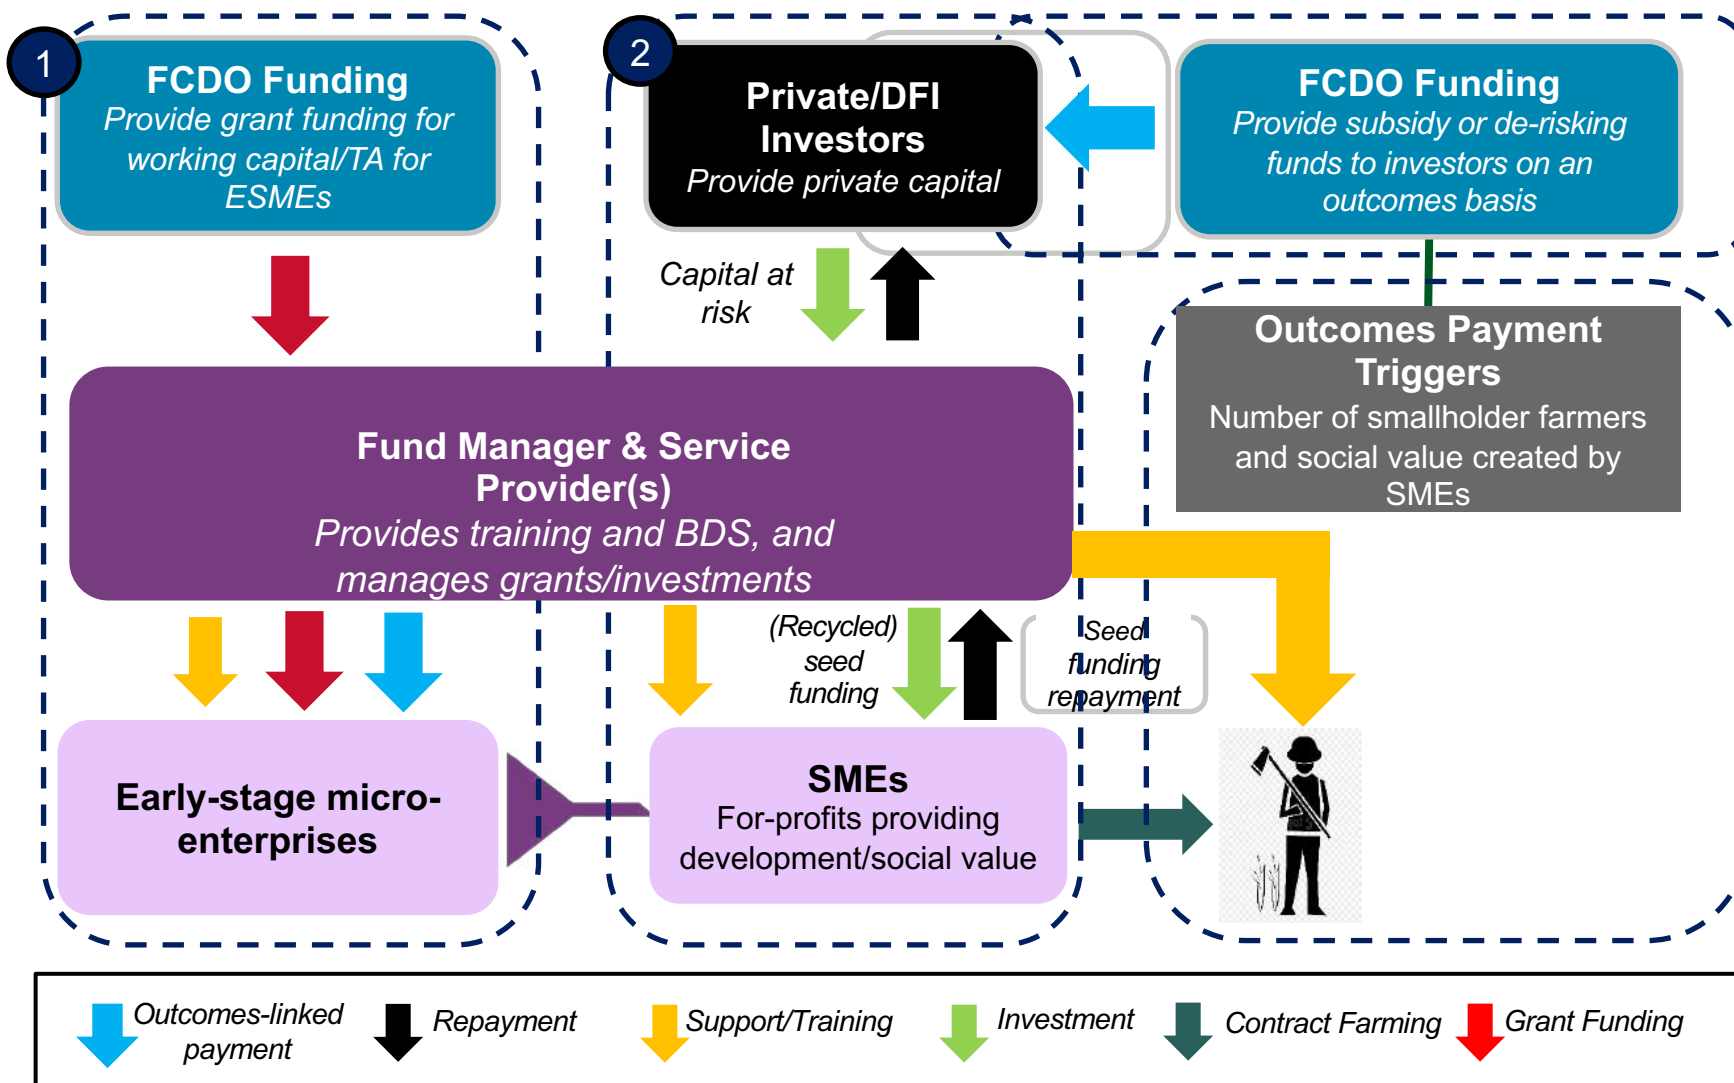 1
FCDO Funding
Provide grant funding for
working capital/TA for
ESMEs
2
Private/DFI
Investors
Provide private capital
FCDO Funding
Provide subsidy or de-risking
funds to investors on an
outcomes basis
Capital at
risk
Outcomes Payment
Triggers
Number of smallholder farmers
and social value created by
SMEs
Fund Manager & Service
Provider(s)
Provides training and BDS, and
manages grants/investments
(Recycled)
seed
funding
Seed
funding
repayment
Early-stage micro-
enterprises
SMEs
For-profits providing
development/social value
Outcomes-linked
payment
Repayment
Support/Training
Investment
Contract Farming
Grant Funding